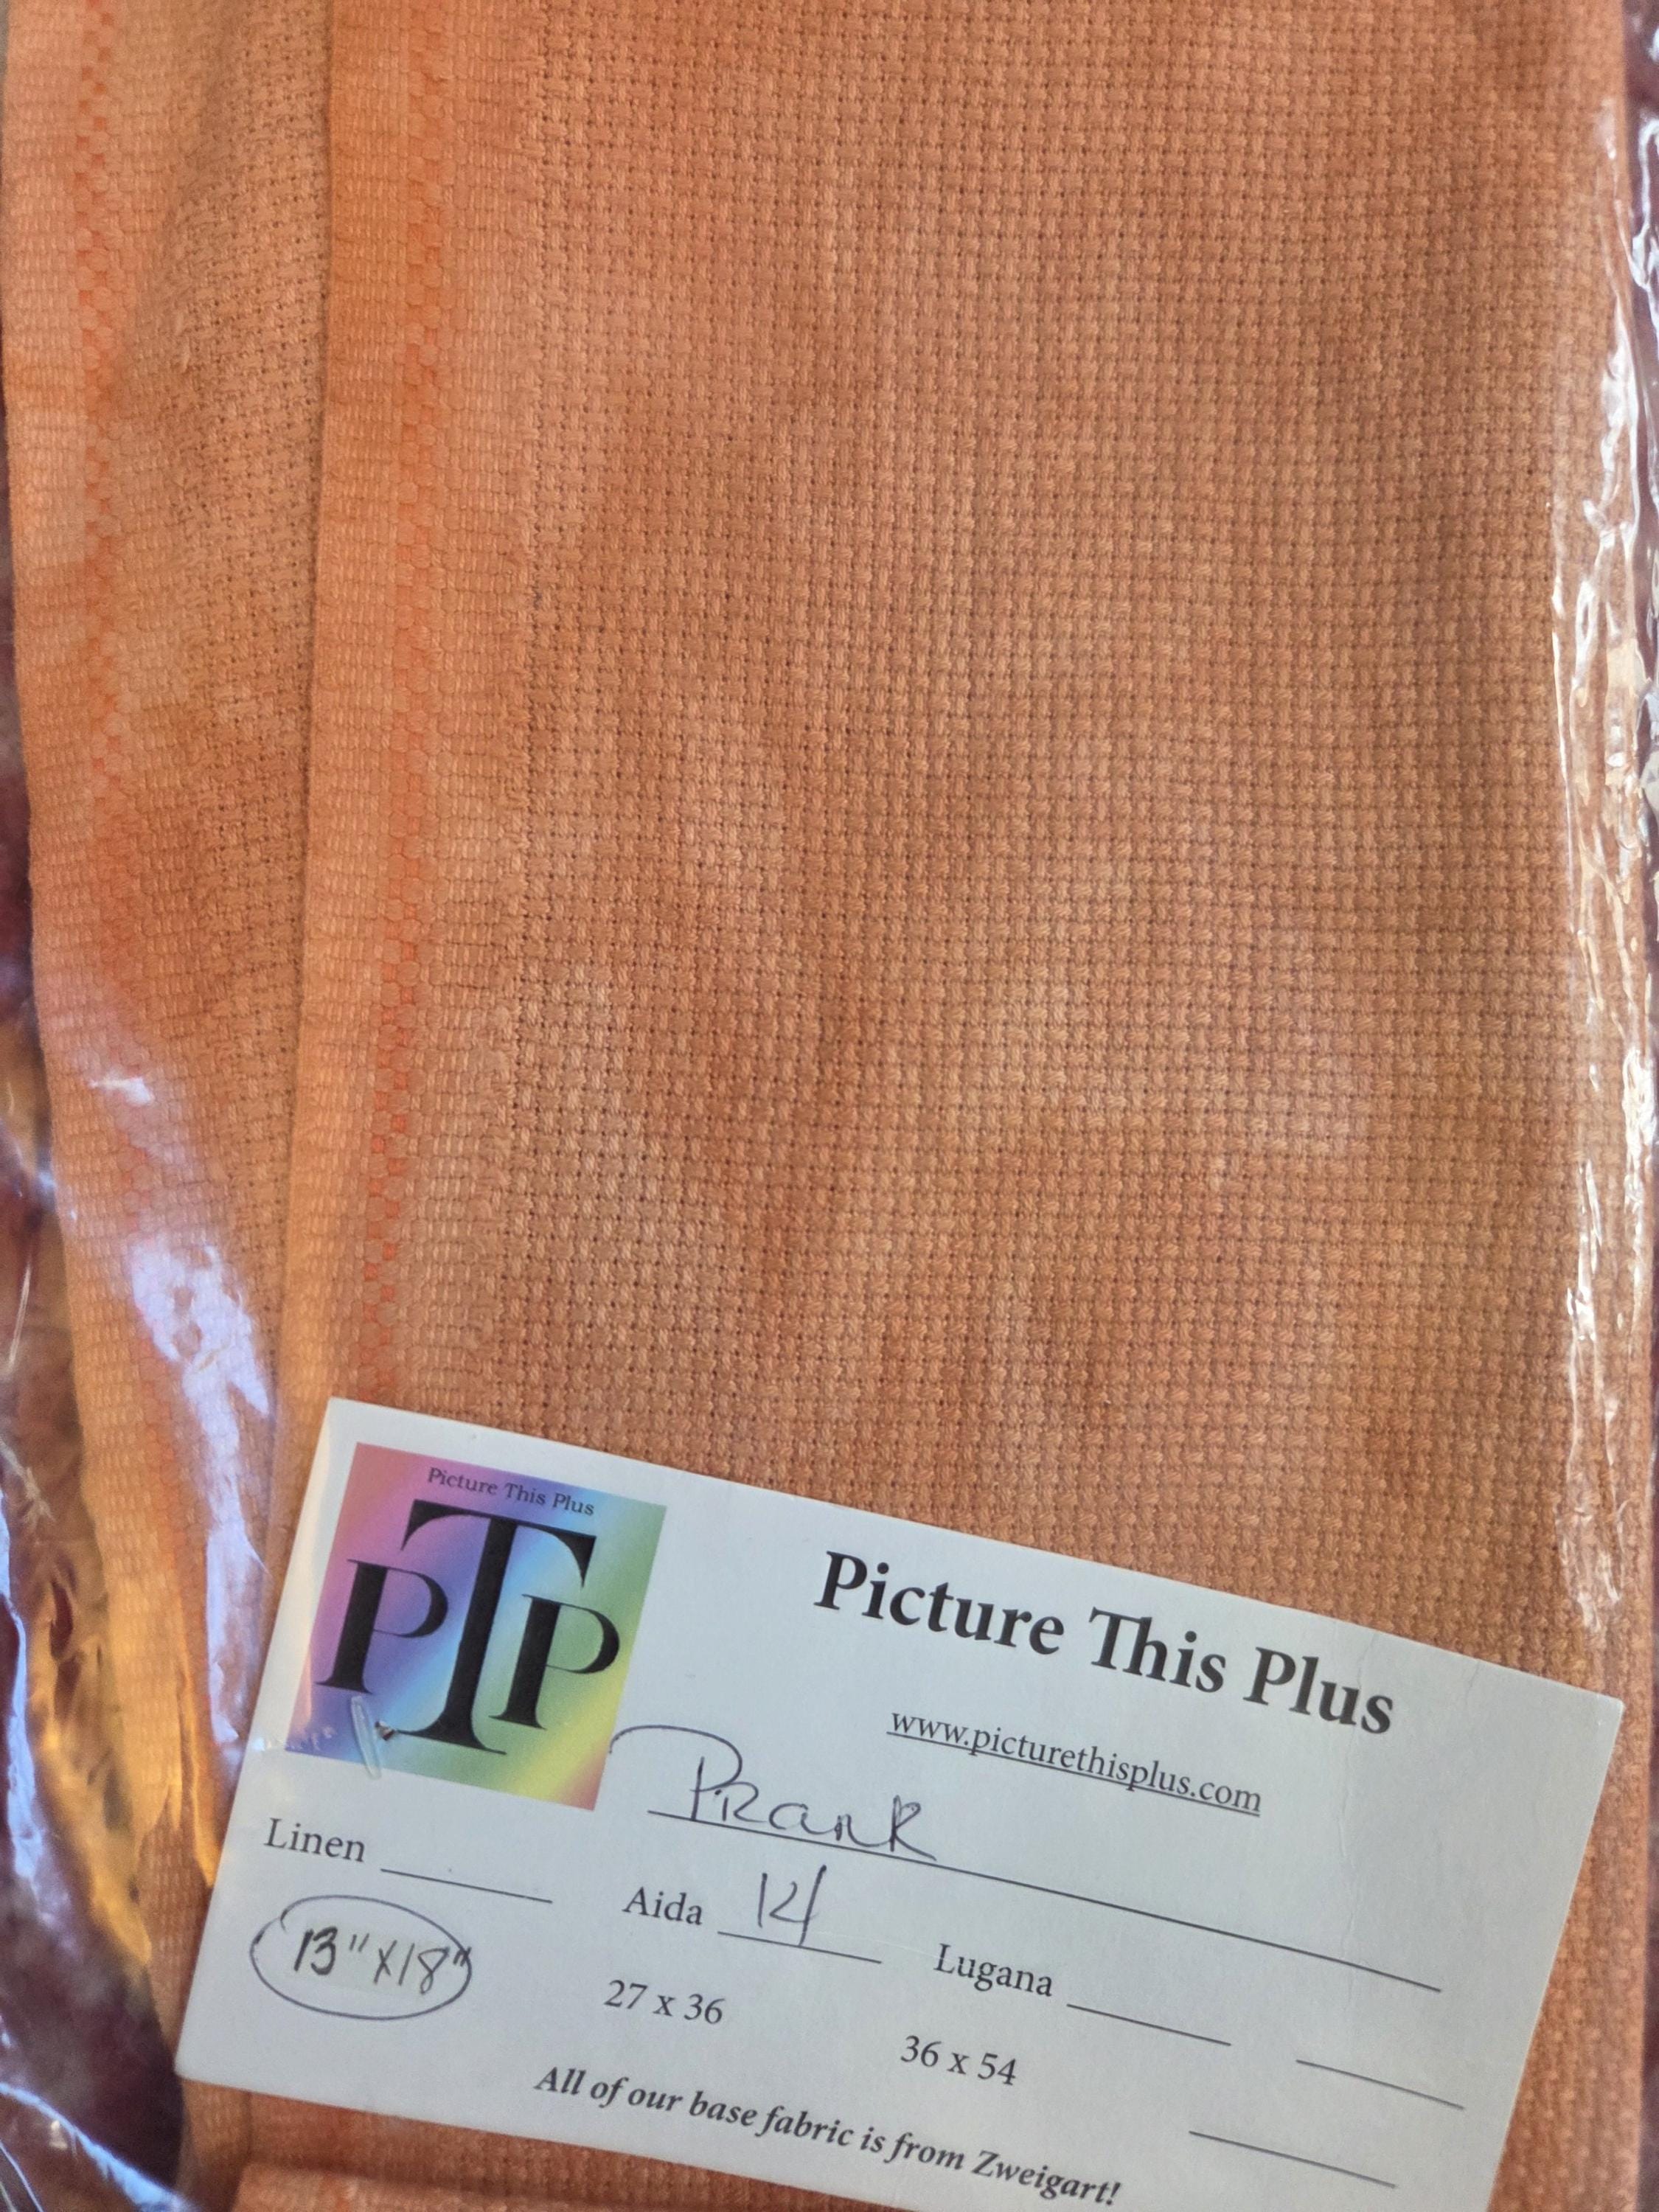 Picture This Plus
PTP
Picture This Plus
www.picturethisplus.com
Prank
Linen
Aida 14
Lugana
13"x18"
27 x 36
36 x 54
All of our base fabric is from Zweigart!